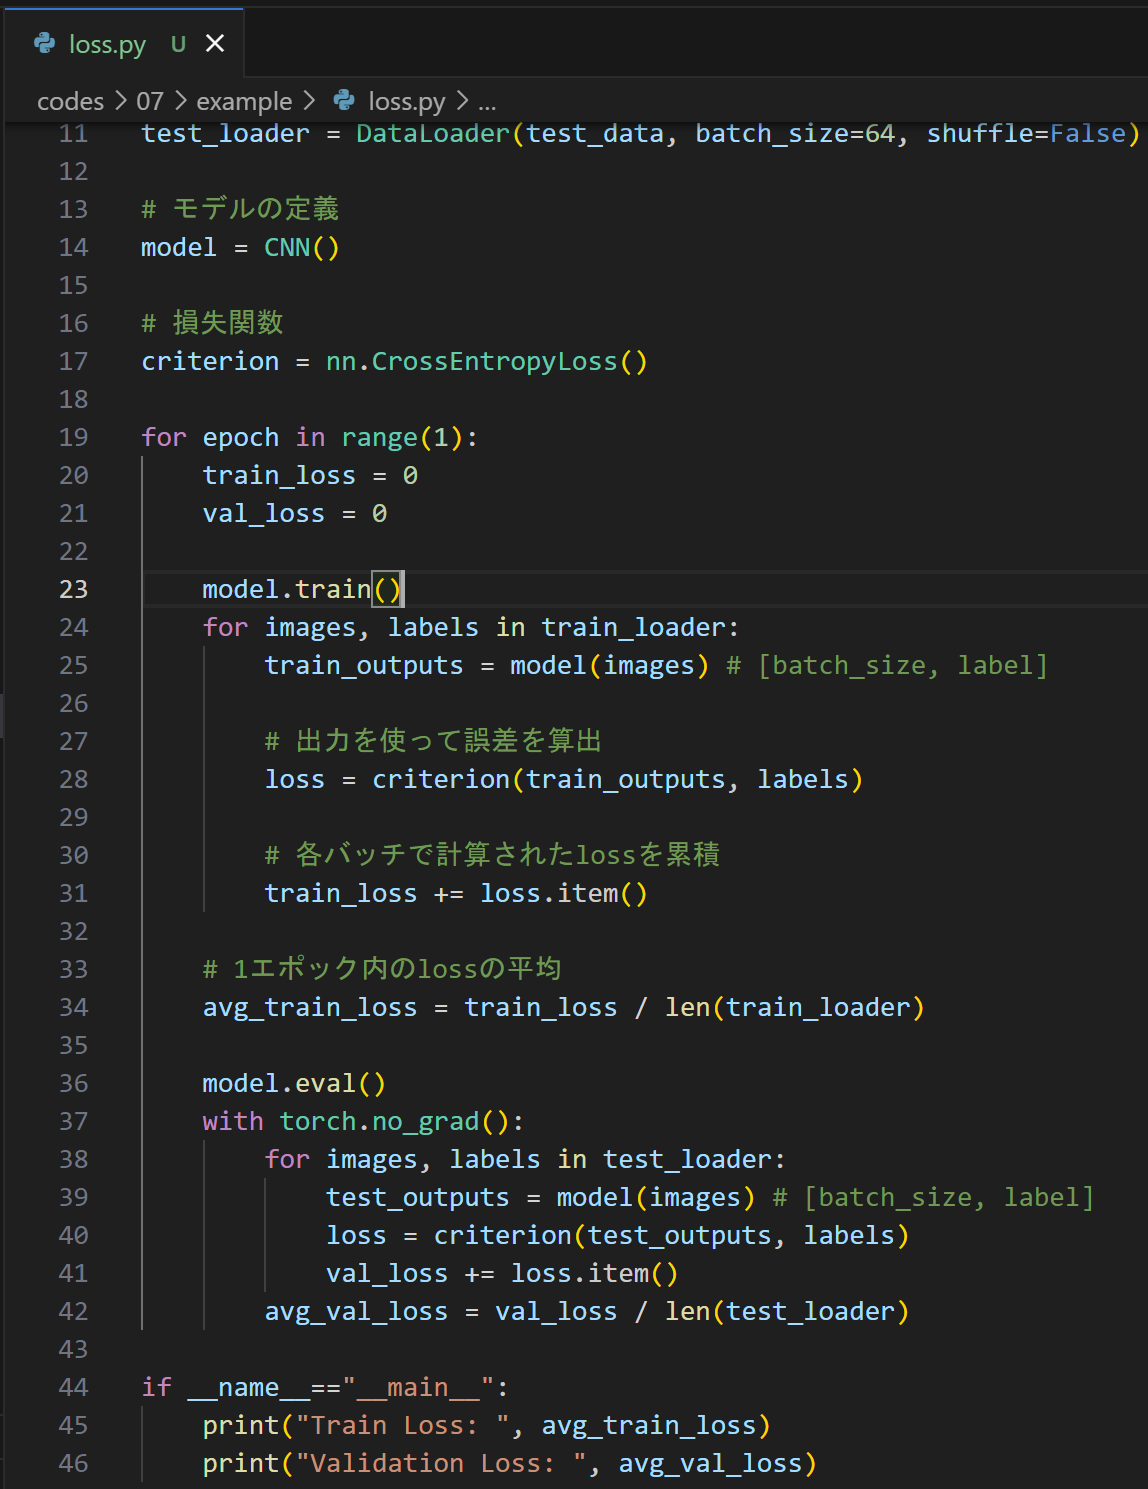 loss.py U
codes > 07 > example > loss.py > ...
11 test_loader = DataLoader(test_data, batch_size=64, shuffle=False)
12
13 # モデルの定義
14 model = CNN()
15
16 # 損失関数
17 criterion = nn.CrossEntropyLoss()
18
19 for epoch in range(1):
20     train_loss = 0
21     val_loss = 0
22
23     model.train()
24     for images, labels in train_loader:
25         train_outputs = model(images) # [batch_size, label]
26
27         # 出力を使って誤差を算出
28         loss = criterion(train_outputs, labels)
29
30         # 各バッチで計算されたlossを累積
31         train_loss += loss.item()
32
33     # 1エポック内のlossの平均
34     avg_train_loss = train_loss / len(train_loader)
35
36     model.eval()
37     with torch.no_grad():
38         for images, labels in test_loader:
39             test_outputs = model(images) # [batch_size, label]
40             loss = criterion(test_outputs, labels)
41             val_loss += loss.item()
42         avg_val_loss = val_loss / len(test_loader)
43
44 if __name__=="__main__":
45     print("Train Loss: ", avg_train_loss)
46     print("Validation Loss: ", avg_val_loss)